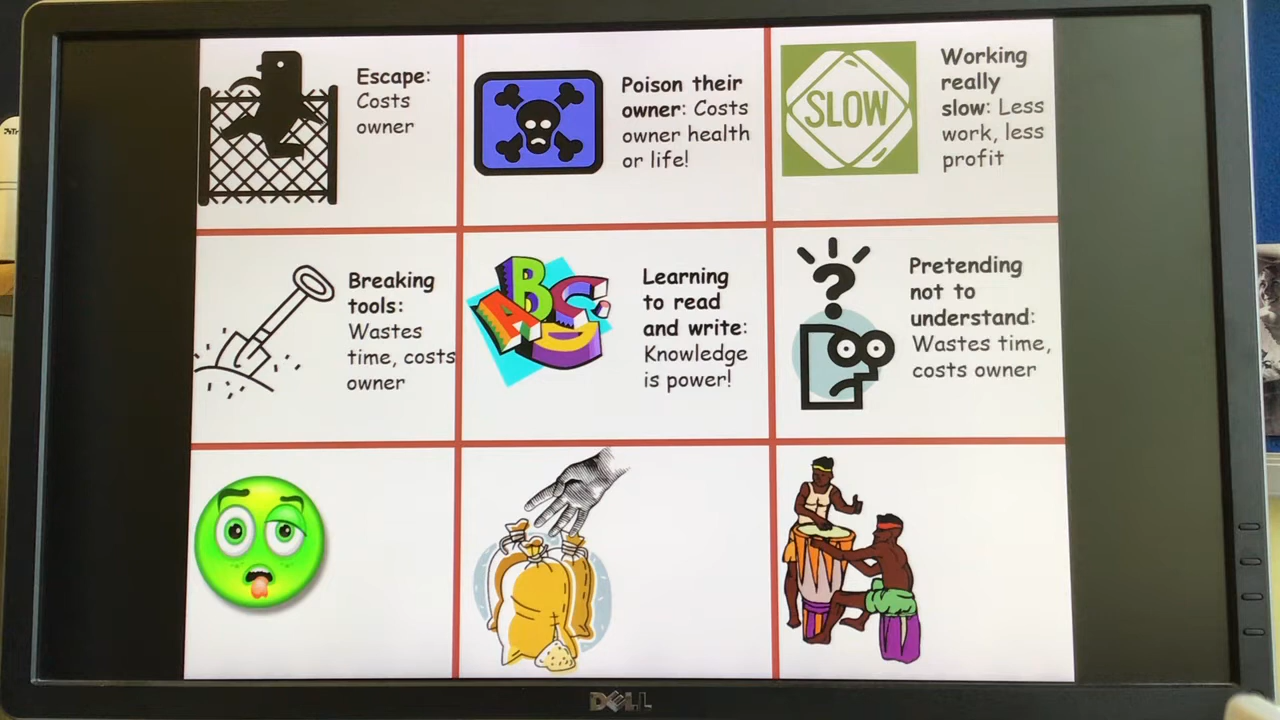 Escape:
Costs
owner
Poison their
owner: Costs
owner health
or life!
SLOW
Working
really
slow: Less
work, less
profit
Breaking
tools:
Wastes
time, costs
owner
ABCD
Learning
to read
and write:
Knowledge
is power!
?
Pretending
not to
understand:
Wastes time,
costs owner
DELL